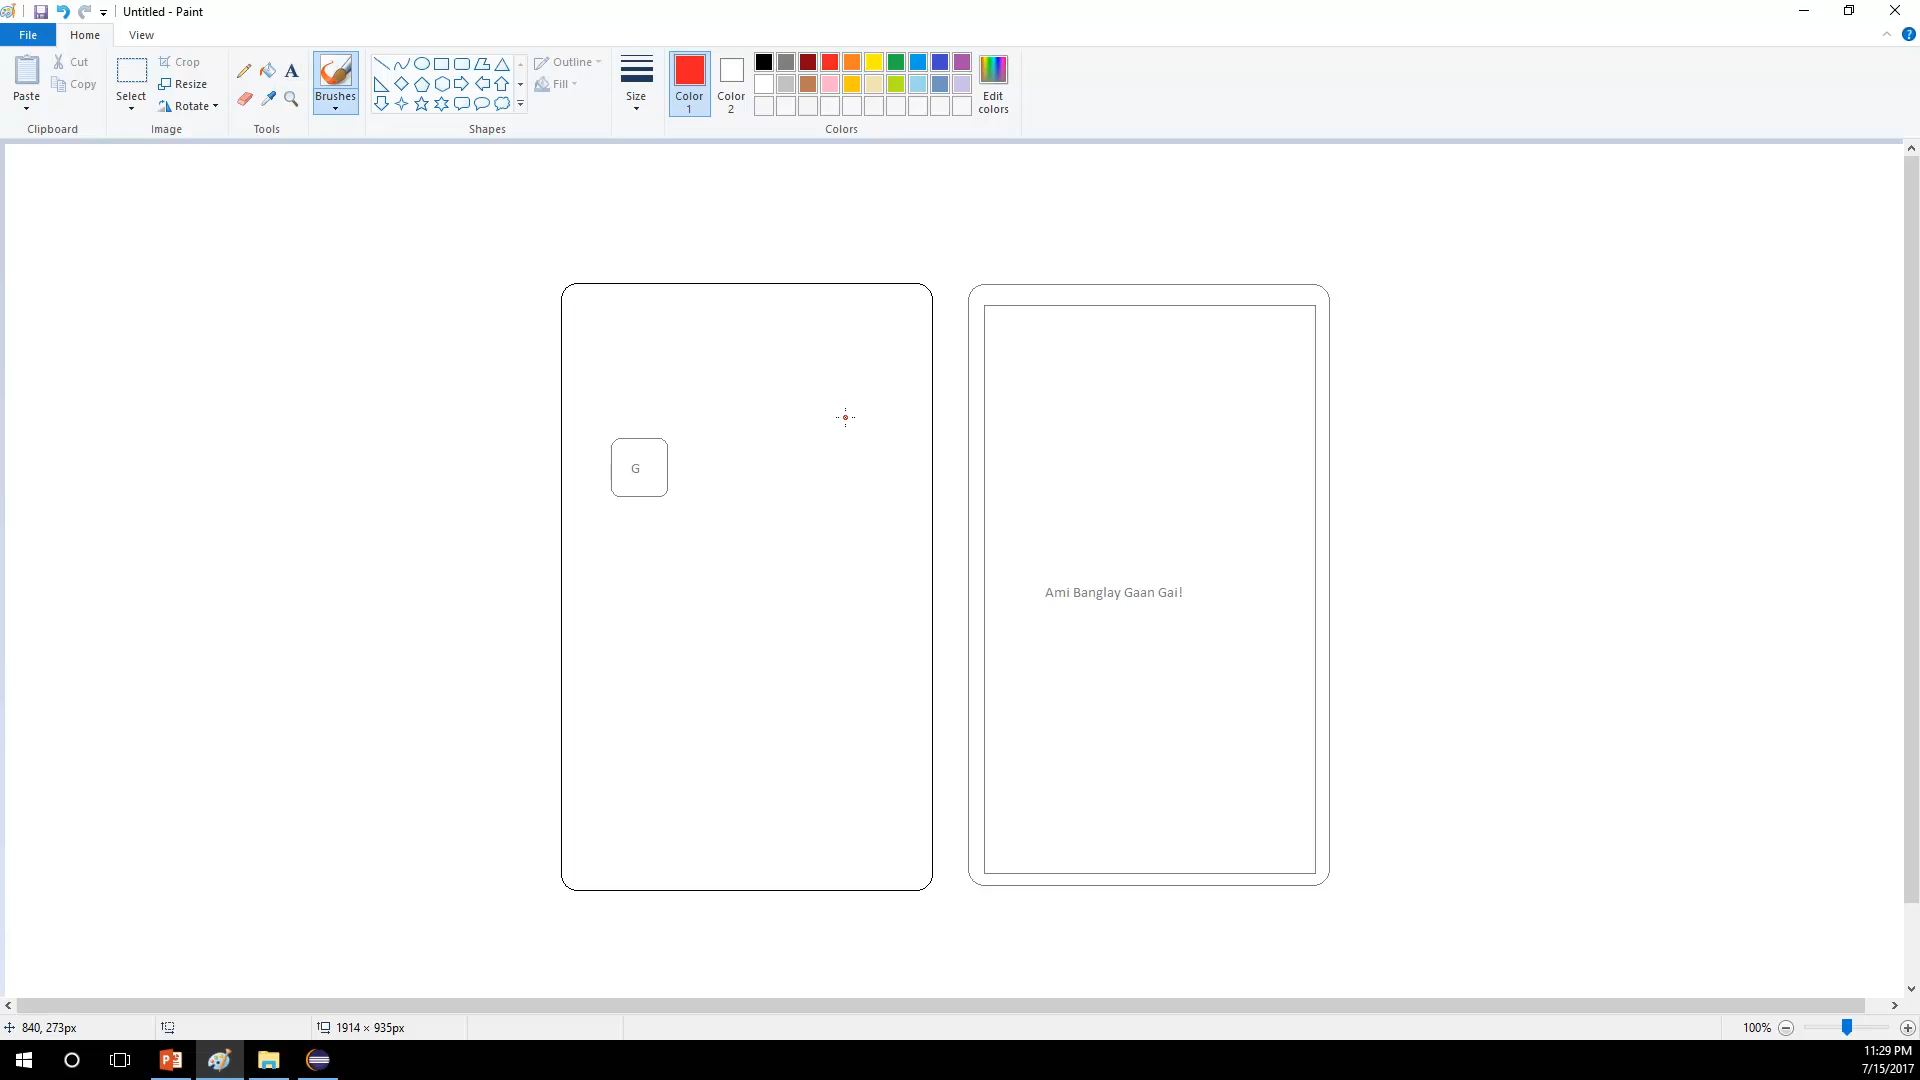 Untitled - Paint
File Home View
Paste
Cut
Copy
Clipboard
Select
Crop
Resize
Rotate
Image
Tools
Brushes
Shapes
Outline
Fill
Size
Color 1
Color 2
Edit colors
Colors
G
Ami Banglay Gaan Gai!
840, 273px
1914 × 935px
100%
11:29 PM
7/15/2017